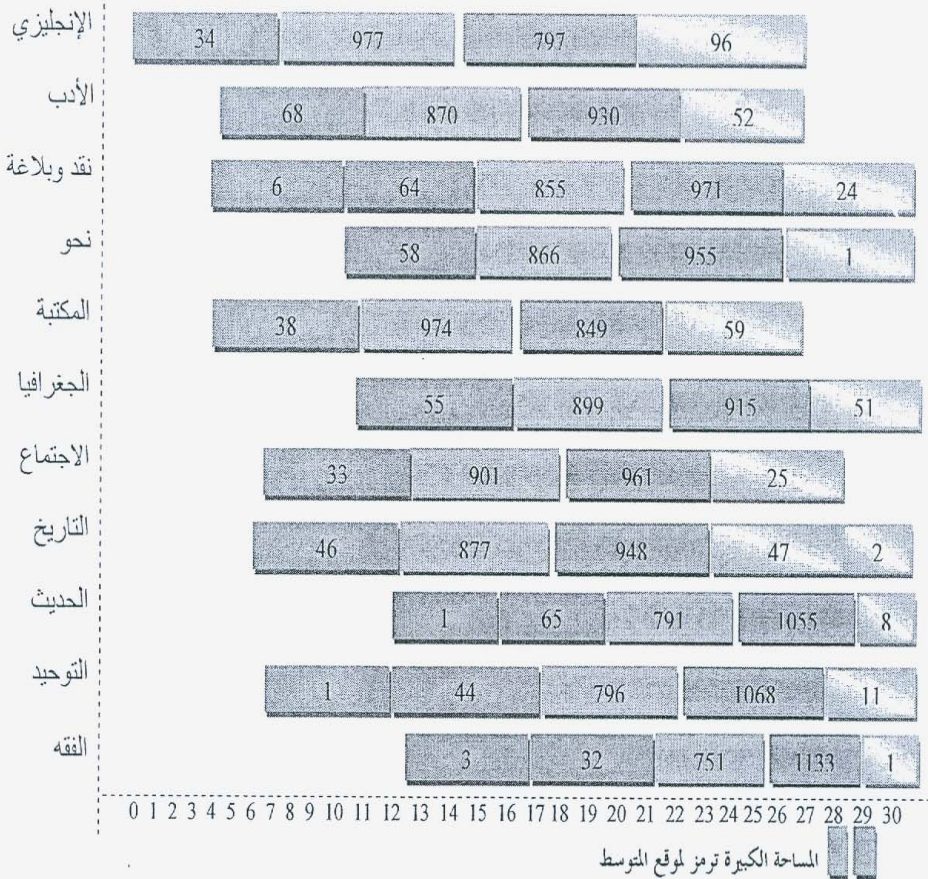 الإنجليزي 34 977 797 96
الأدب 68 870 930 52
نقد وبلاغة 6 64 855 971 24
نحو 58 866 955 1
المكتبة 38 974 849 59
الجغرافيا 55 899 915 51
الاجتماع 33 901 961 25
التاريخ 46 877 948 47 2
الحديث 1 65 791 1055 8
التوحيد 1 44 796 1068 11
الفقه 3 32 751 1133 1
0 1 2 3 4 5 6 7 8 9 10 11 12 13 14 15 16 17 18 19 20 21 22 23 24 25 26 27 28 29 30
المساحة الكبيرة ترمز لموقع المتوسط